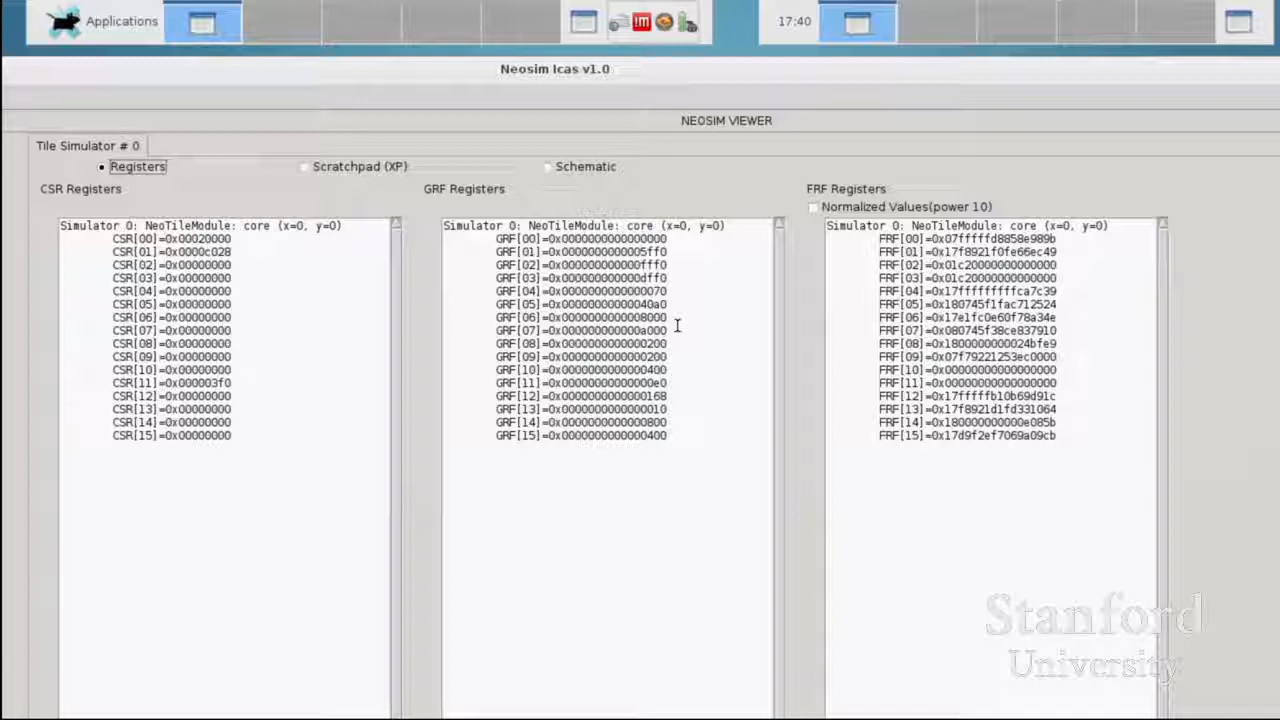 Applications
17:40
Neosim Icas v1.0
NEOSIM VIEWER
Tile Simulator # 0
Registers
Scratchpad (XP)
Schematic
CSR Registers
GRF Registers
FRF Registers
Normalized Values(power 10)
Simulator 0: NeoTileModule: core (x=0, y=0)
CSR[00]=0x00020000
CSR[01]=0x0000c028
CSR[02]=0x00000000
CSR[03]=0x00000000
CSR[04]=0x00000000
CSR[05]=0x00000000
CSR[06]=0x00000000
CSR[07]=0x00000000
CSR[08]=0x00000000
CSR[09]=0x00000000
CSR[10]=0x00000000
CSR[11]=0x000003f0
CSR[12]=0x00000000
CSR[13]=0x00000000
CSR[14]=0x00000000
CSR[15]=0x00000000
Simulator 0: NeoTileModule: core (x=0, y=0)
GRF[00]=0x0000000000000000
GRF[01]=0x0000000000005ff0
GRF[02]=0x000000000000fff0
GRF[03]=0x000000000000dff0
GRF[04]=0x0000000000000070
GRF[05]=0x00000000000040a0
GRF[06]=0x0000000000008000
GRF[07]=0x000000000000a000
GRF[08]=0x0000000000000200
GRF[09]=0x0000000000000200
GRF[10]=0x0000000000000400
GRF[11]=0x00000000000000e0
GRF[12]=0x0000000000000168
GRF[13]=0x0000000000000010
GRF[14]=0x0000000000000800
GRF[15]=0x0000000000000400
Simulator 0: NeoTileModule: core (x=0, y=0)
FRF[00]=0x07fffffd8858e989b
FRF[01]=0x17f8921f0fe66ec49
FRF[02]=0x01c20000000000000
FRF[03]=0x01c20000000000000
FRF[04]=0x17fffffffffca7c39
FRF[05]=0x180745f1fac712524
FRF[06]=0x17e1fc0e60f78a34e
FRF[07]=0x080745f38ce837910
FRF[08]=0x1800000000024bfe9
FRF[09]=0x07f79221253ec0000
FRF[10]=0x00000000000000000
FRF[11]=0x00000000000000000
FRF[12]=0x17fffffb10b69d91c
FRF[13]=0x17f8921d1fd331064
FRF[14]=0x180000000000e085b
FRF[15]=0x17d9f2ef7069a09cb
Stanford
University